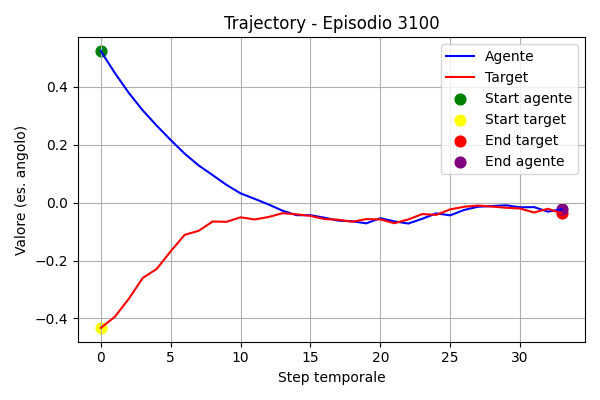 Trajectory - Episodio 3100
Valore (es. angolo)
0.4
0.2
0.0
−0.2
−0.4
Agente
Target
Start agente
Start target
End target
End agente
0 5 10 15 20 25 30
Step temporale